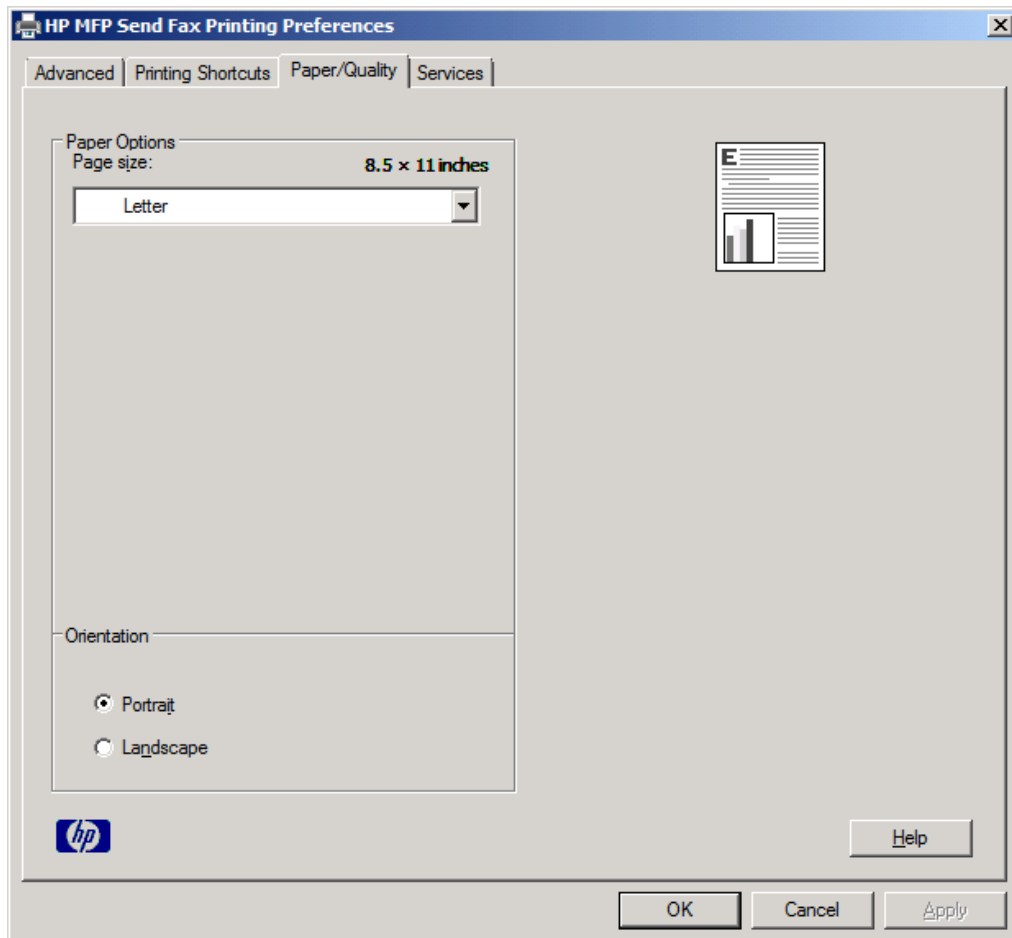 HP MFP Send Fax Printing Preferences
Advanced Printing Shortcuts Paper/Quality Services
Paper Options
Page size: 8.5 × 11 inches
Letter
E
Orientation
Portrait
Landscape
hp
Help
OK Cancel Apply